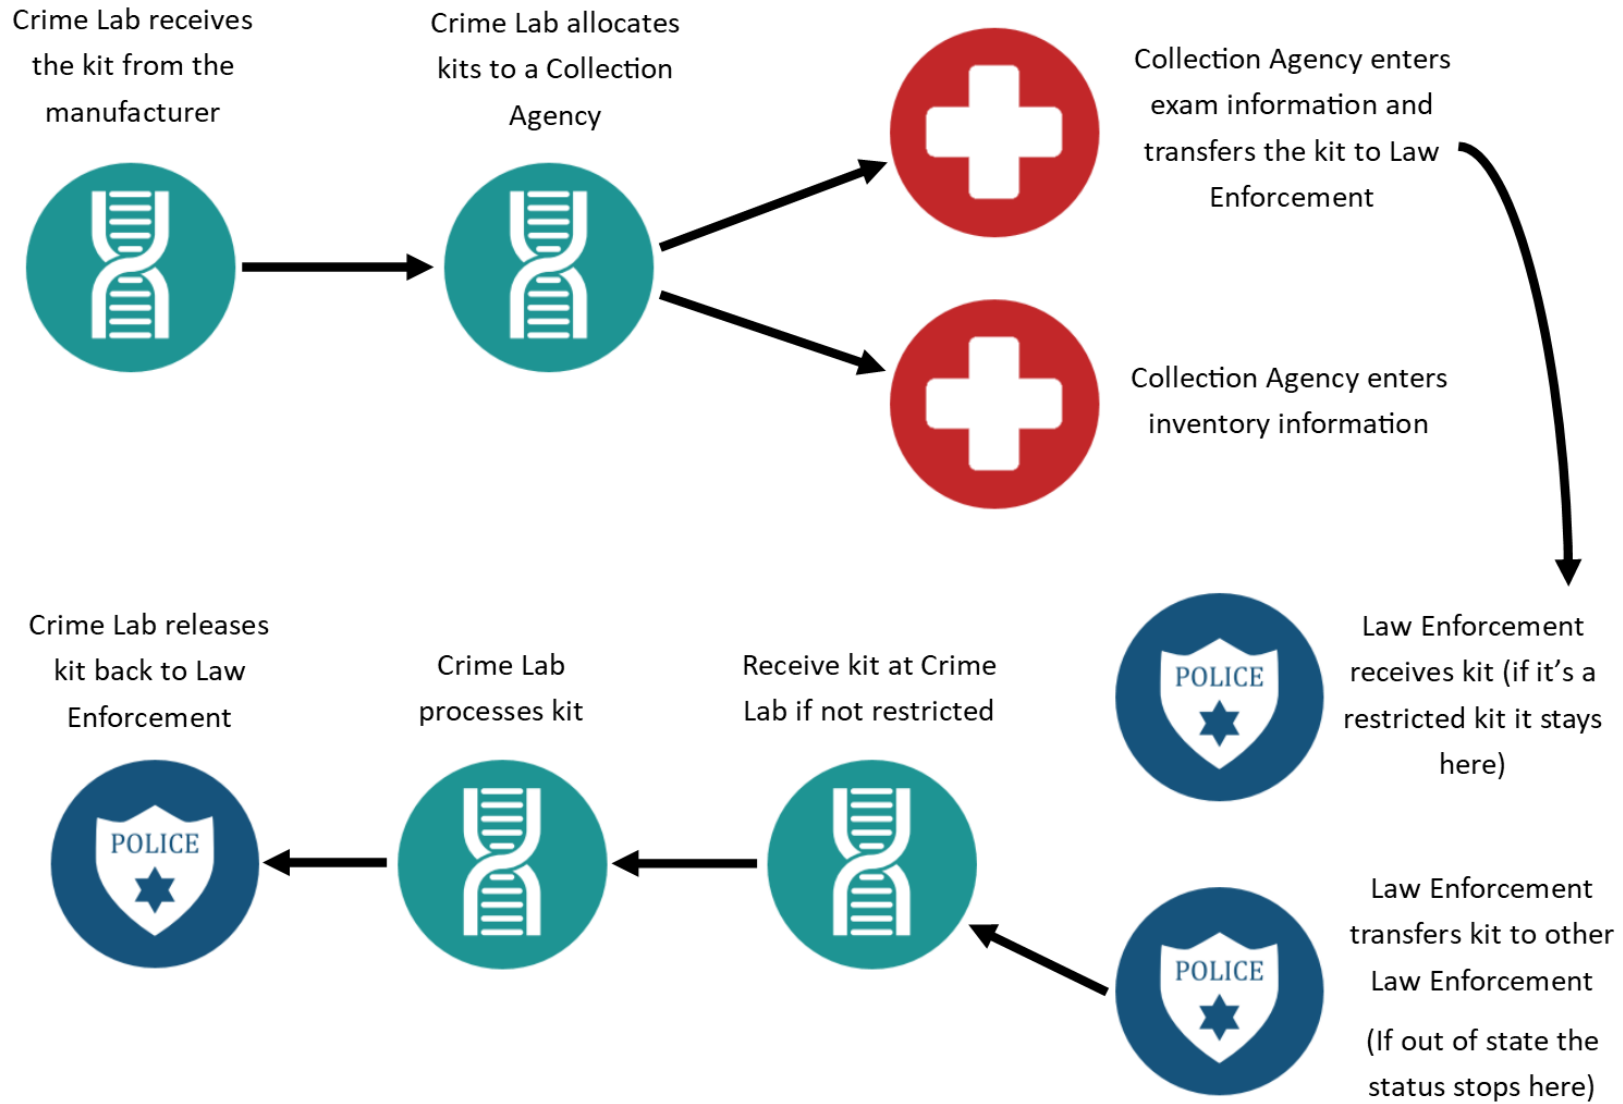 Crime Lab receives
the kit from the
manufacturer
Crime Lab allocates
kits to a Collection
Agency
Collection Agency enters
exam information and
transfers the kit to Law
Enforcement
Collection Agency enters
inventory information
Law Enforcement
receives kit (if it’s a
restricted kit it stays
here)
POLICE
Law Enforcement
transfers kit to other
Law Enforcement
(If out of state the
status stops here)
POLICE
Receive kit at Crime
Lab if not restricted
Crime Lab
processes kit
Crime Lab releases
kit back to Law
Enforcement
POLICE